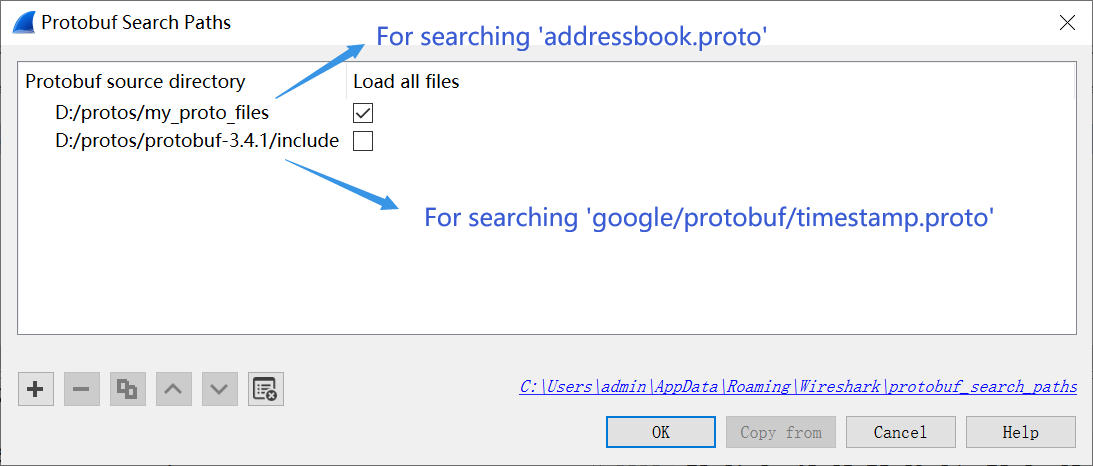 Protobuf Search Paths
For searching 'addressbook.proto'
Protobuf source directory Load all files
D:/protos/my_proto_files
D:/protos/protobuf-3.4.1/include
For searching 'google/protobuf/timestamp.proto'
C:\Users\admin\AppData\Roaming\Wireshark\protobuf_search_paths
OK Copy from Cancel Help